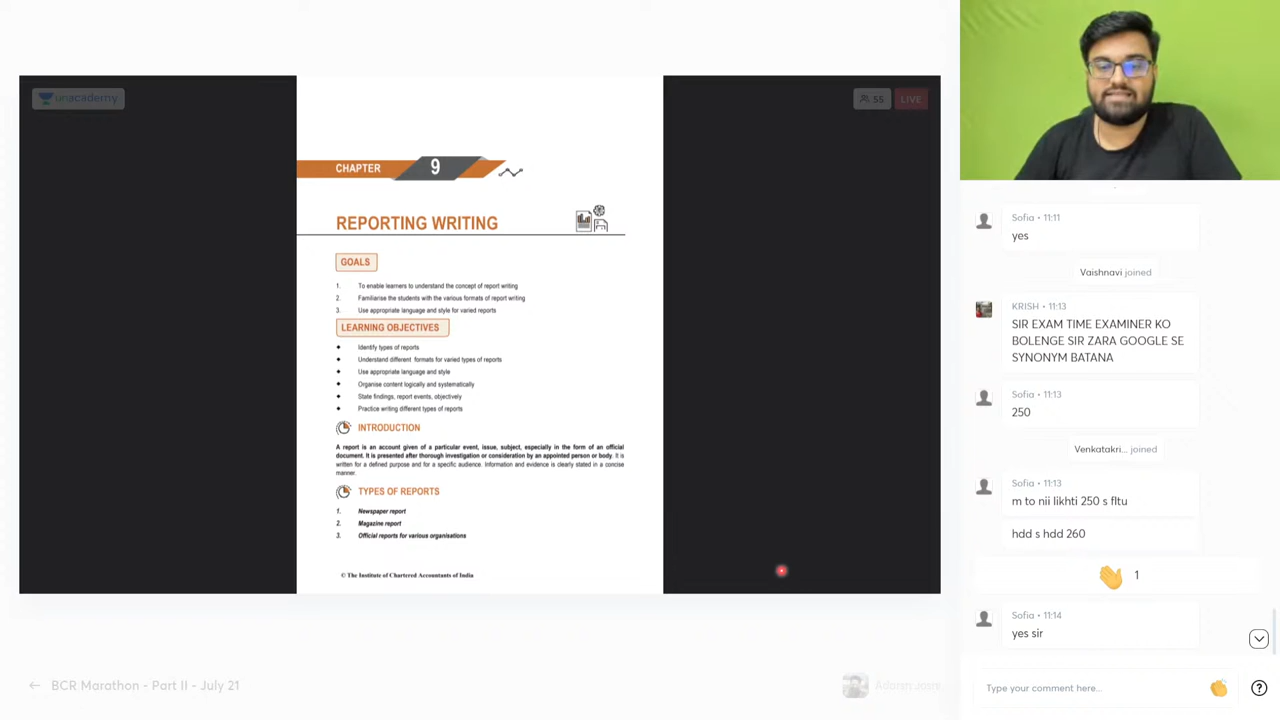 unacademy
55
LIVE
CHAPTER 9
REPORTING WRITING
GOALS
1. To enable learners to understand the concept of report writing
2. Familiarise the students with the various formats of report writing
3. Use appropriate language and style for varied reports
LEARNING OBJECTIVES
Identify types of reports
Understand different formats for varied types of reports
Use appropriate language and style
Organise content logically and systematically
State findings, report events, objectively
Practice writing different types of reports
INTRODUCTION
A report is an account given of a particular event, issue, subject, especially in the form of an official
document. It is presented after thorough investigation or consideration by an appointed person or body. It is
written for a defined purpose and for a specific audience. Information and evidence is clearly stated in a concise
manner.
TYPES OF REPORTS
1. Newspaper report
2. Magazine report
3. Official reports for various organisations
© The Institute of Chartered Accountants of India
BCR Marathon - Part II - July 21
Sofia • 11:11
yes
Vaishnavi joined
KRISH • 11:13
SIR EXAM TIME EXAMINER KO
BOLENGE SIR ZARA GOOGLE SE
SYNONYM BATANA
Sofia • 11:13
250
Venkatakri... joined
Sofia • 11:13
m to nii likhti 250 s fltu
hdd s hdd 260
1
Sofia • 11:14
yes sir
Type your comment here...
?